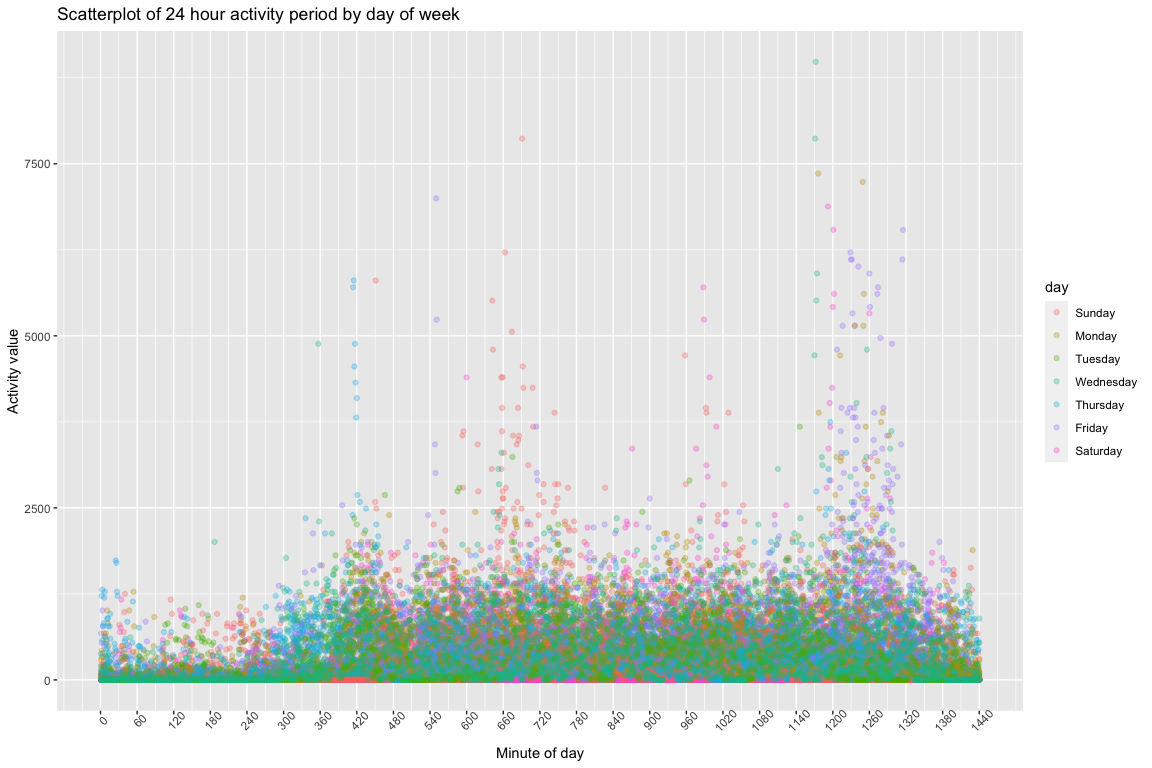 Scatterplot of 24 hour activity period by day of week
Activity value
7500
5000
2500
0
0 60 120 180 240 300 360 420 480 540 600 660 720 780 840 900 960 1020 1080 1140 1200 1260 1320 1380 1440
Minute of day
day
Sunday
Monday
Tuesday
Wednesday
Thursday
Friday
Saturday